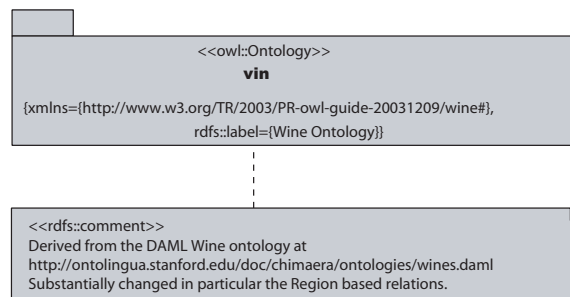 <<owl::Ontology>>
vin
{xmlns={http://www.w3.org/TR/2003/PR-owl-guide-20031209/wine#},
rdfs::label={Wine Ontology}}
<<rdfs::comment>>
Derived from the DAML Wine ontology at
http://ontolingua.stanford.edu/doc/chimaera/ontologies/wines.daml
Substantially changed in particular the Region based relations.